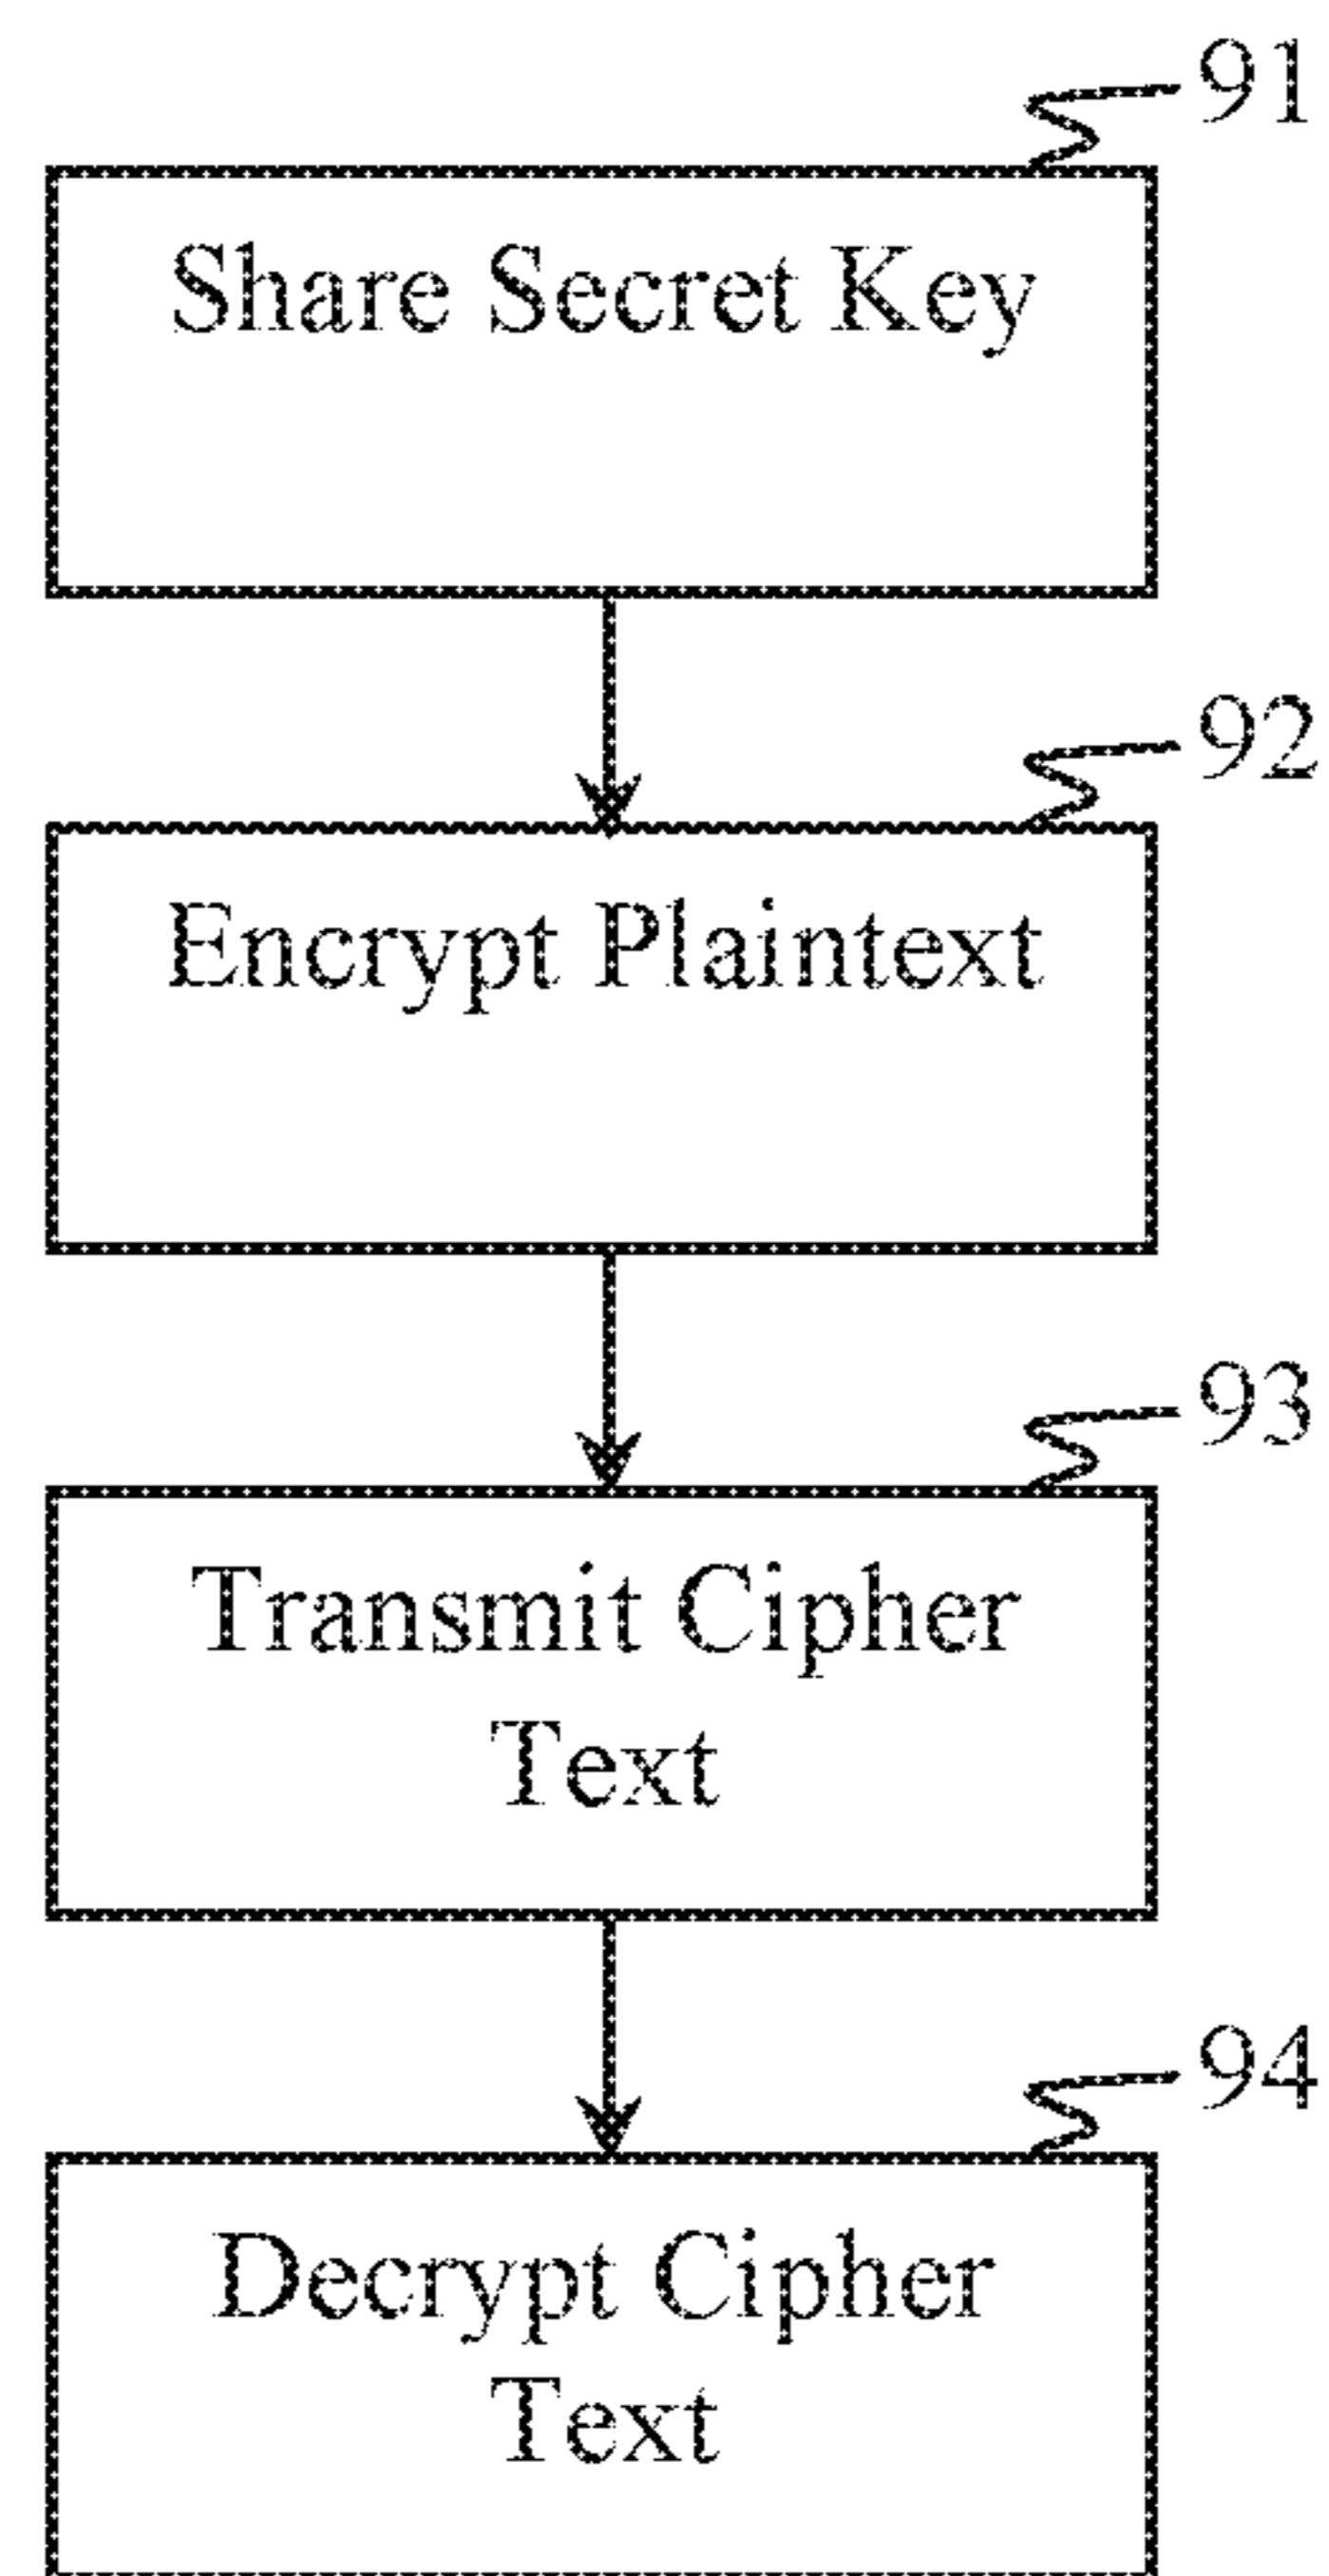 91
Share Secret Key
92
Encrypt Plaintext
93
Transmit Cipher
Text
94
Decrypt Cipher
Text